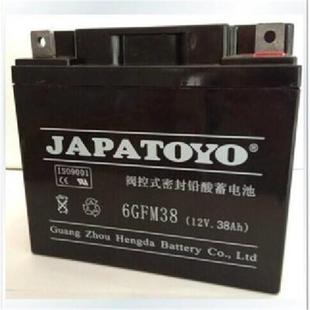 JAPATOYO®
ISO9001
阀控式密封铅酸蓄电池
6GFM38 (12V.38Ah)
Guang Zhou Hengda Battery Co., Ltd